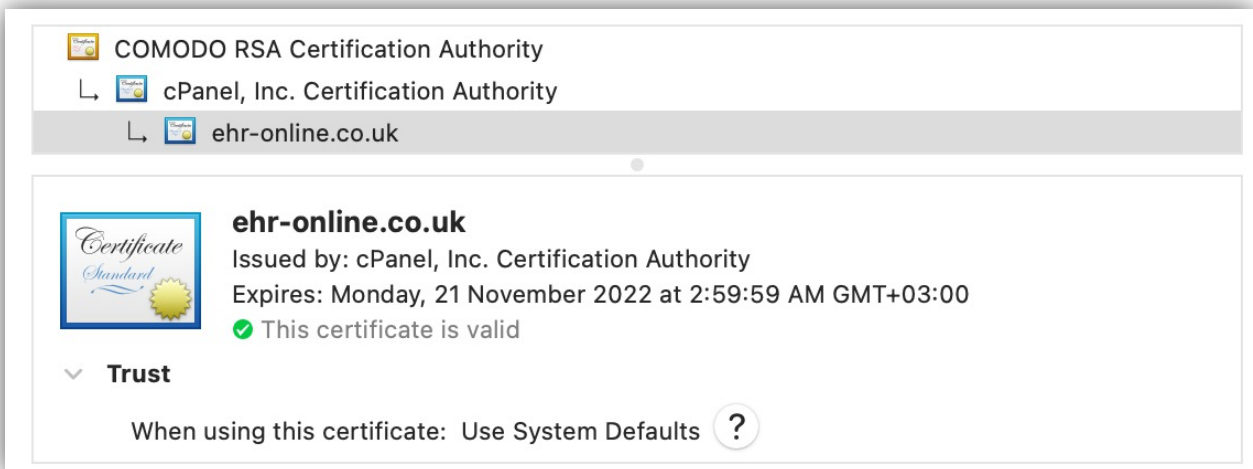 COMODO RSA Certification Authority
cPanel, Inc. Certification Authority
ehr-online.co.uk
Certificate
Standard
ehr-online.co.uk
Issued by: cPanel, Inc. Certification Authority
Expires: Monday, 21 November 2022 at 2:59:59 AM GMT+03:00
This certificate is valid
Trust
When using this certificate: Use System Defaults ?